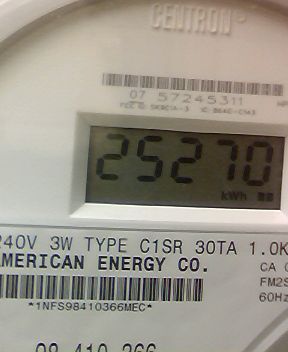 CENTRON
07 57245311
25270
kWh
240V 3W TYPE C1SR 30TA 1.0K
AMERICAN ENERGY CO.
CA
FM2S
60Hz
*1NFS98410366MEC*